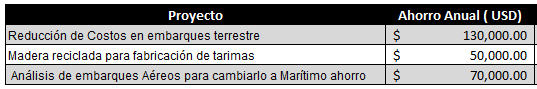 Proyecto Ahorro Anual ( USD)
Reducción de Costos en embarques terrestre $ 130,000.00
Madera reciclada para fabricación de tarimas $ 50,000.00
Análisis de embarques Aéreos para cambiarlo a Marítimo ahorro $ 70,000.00